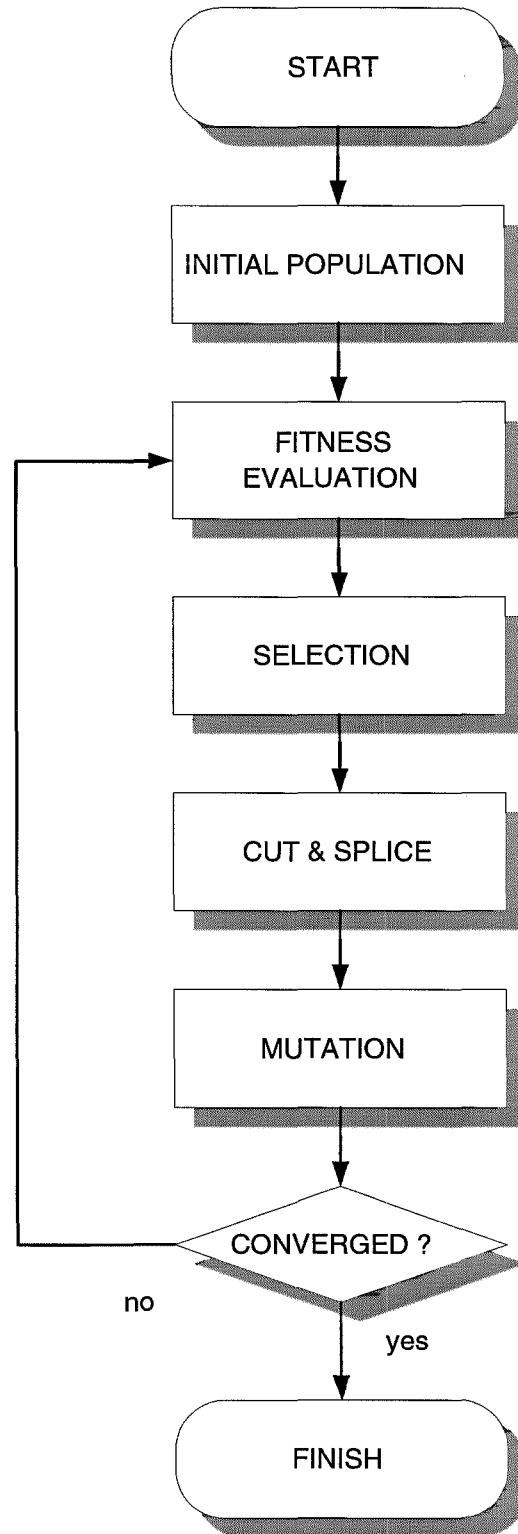 START
INITIAL POPULATION
FITNESS
EVALUATION
SELECTION
CUT & SPLICE
MUTATION
CONVERGED ?
no
yes
FINISH